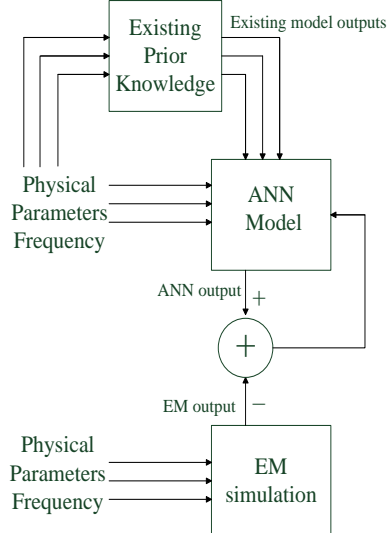 Existing
Prior
Knowledge
Existing model outputs
Physical
Parameters
Frequency
ANN
Model
ANN output
+
+
EM output
−
Physical
Parameters
Frequency
EM
simulation